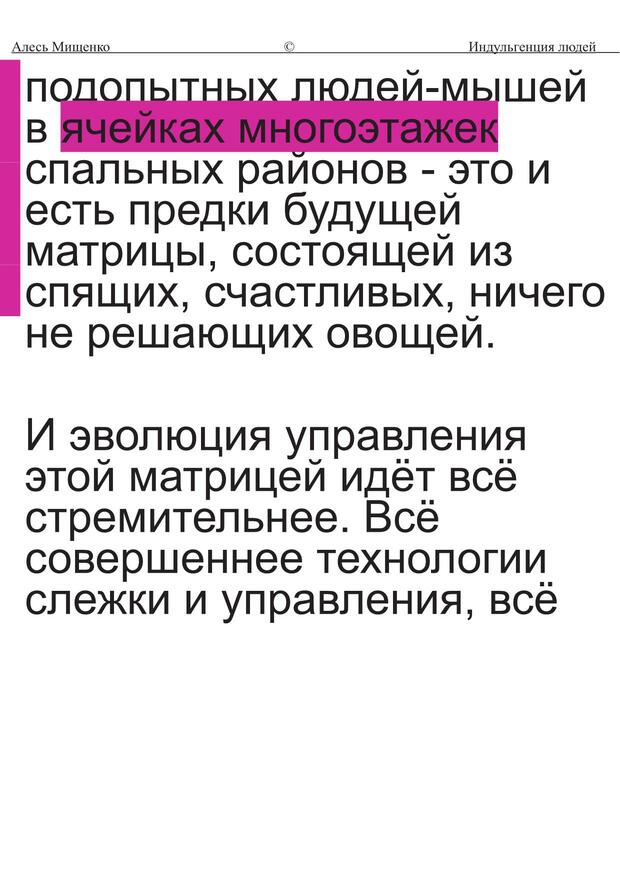 Алесь Мищенко © Индульгенция людей
подопытных людей-мышей
в ячейках многоэтажек
спальных районов - это и
есть предки будущей
матрицы, состоящей из
спящих, счастливых, ничего
не решающих овощей.
И эволюция управления
этой матрицей идёт всё
стремительнее. Всё
совершеннее технологии
слежки и управления, всё